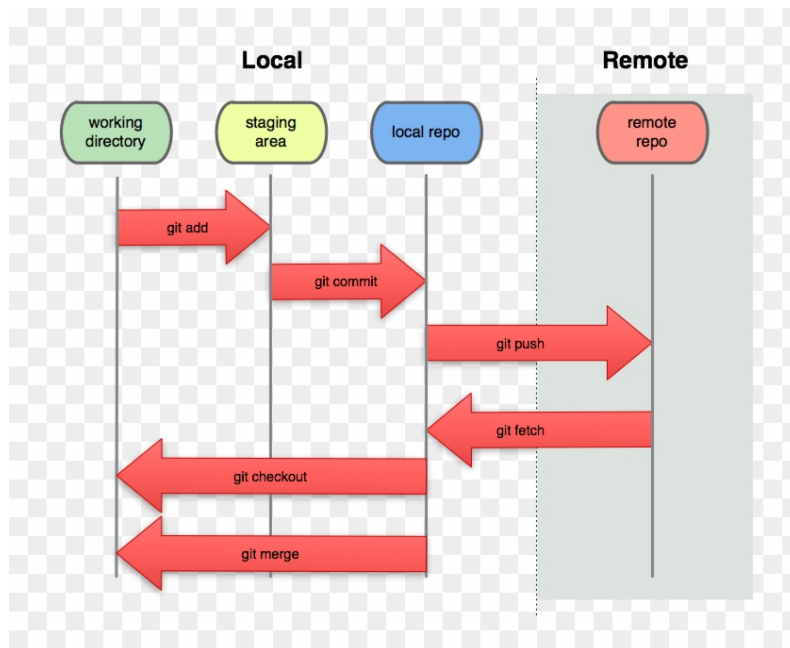 Local
Remote
working
directory
staging
area
local repo
remote
repo
git add
git commit
git push
git fetch
git checkout
git merge